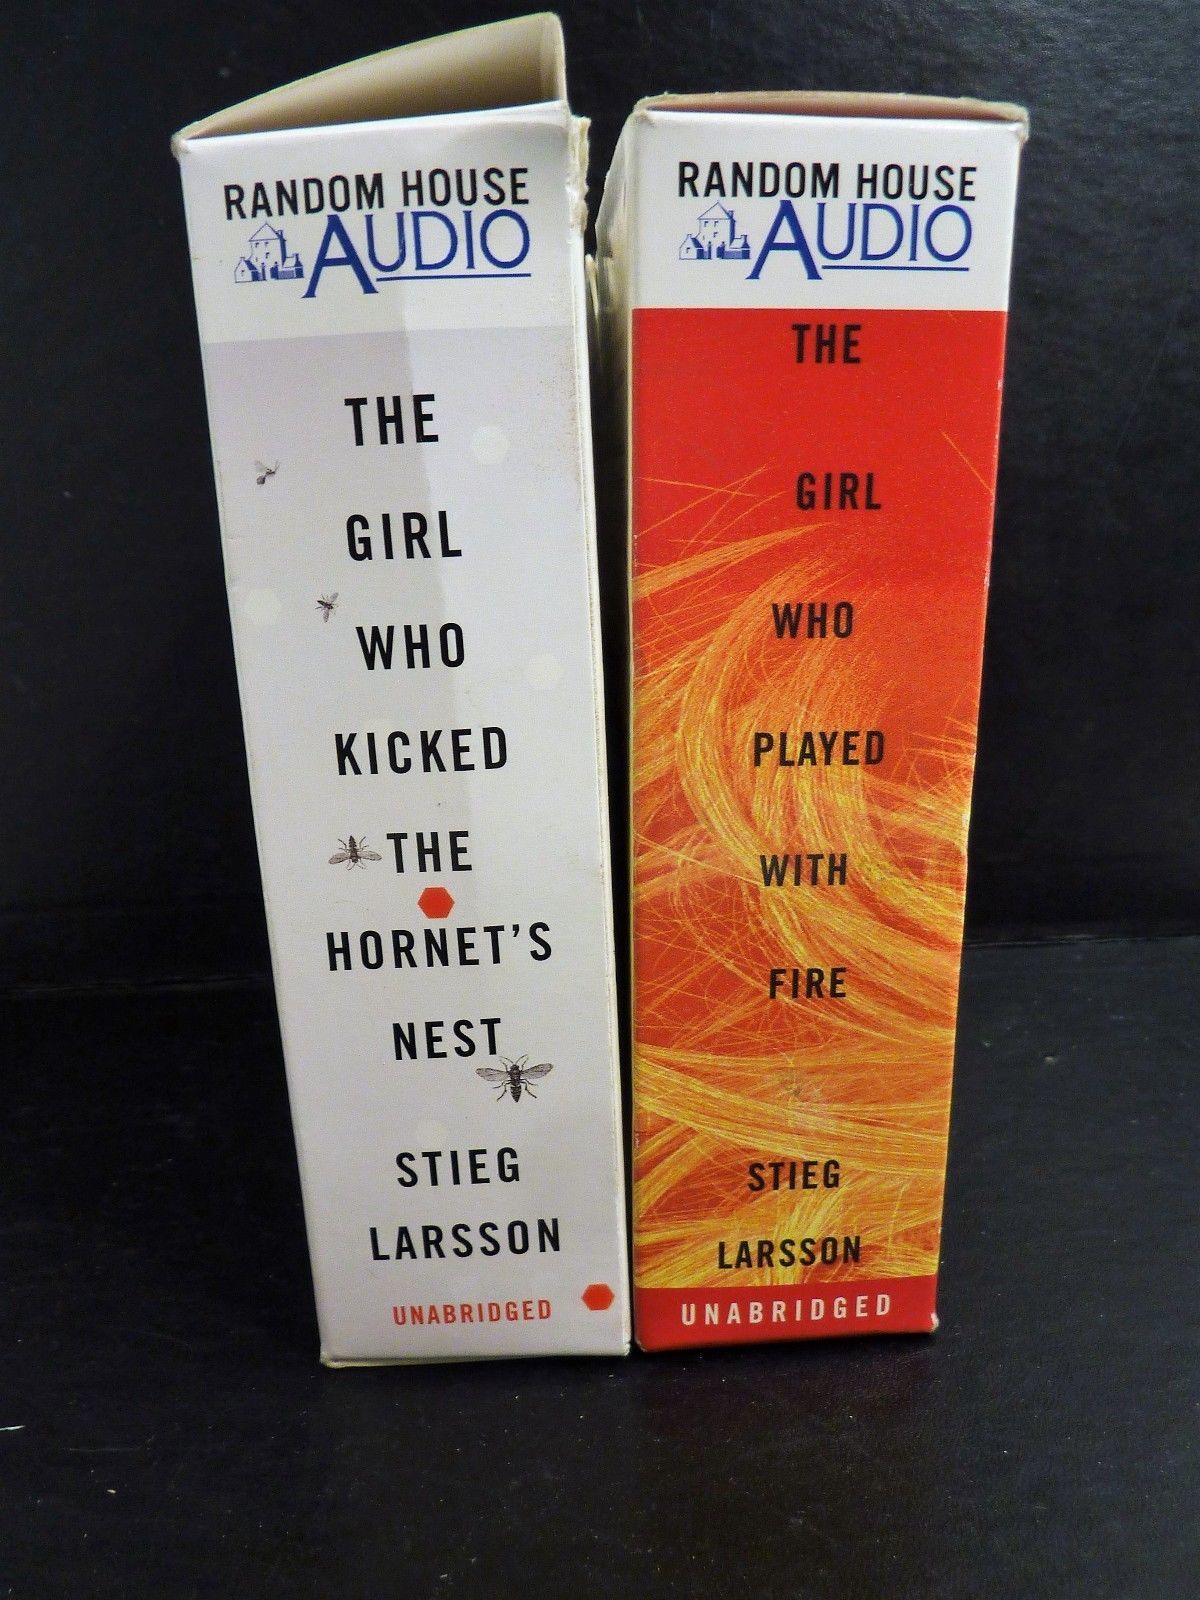 RANDOM HOUSE
AUDIO
THE
GIRL
WHO
KICKED
THE
HORNET'S
NEST
STIEG
LARSSON
UNABRIDGED
RANDOM HOUSE
AUDIO
THE
GIRL
WHO
PLAYED
WITH
FIRE
STIEG
LARSSON
UNABRIDGED